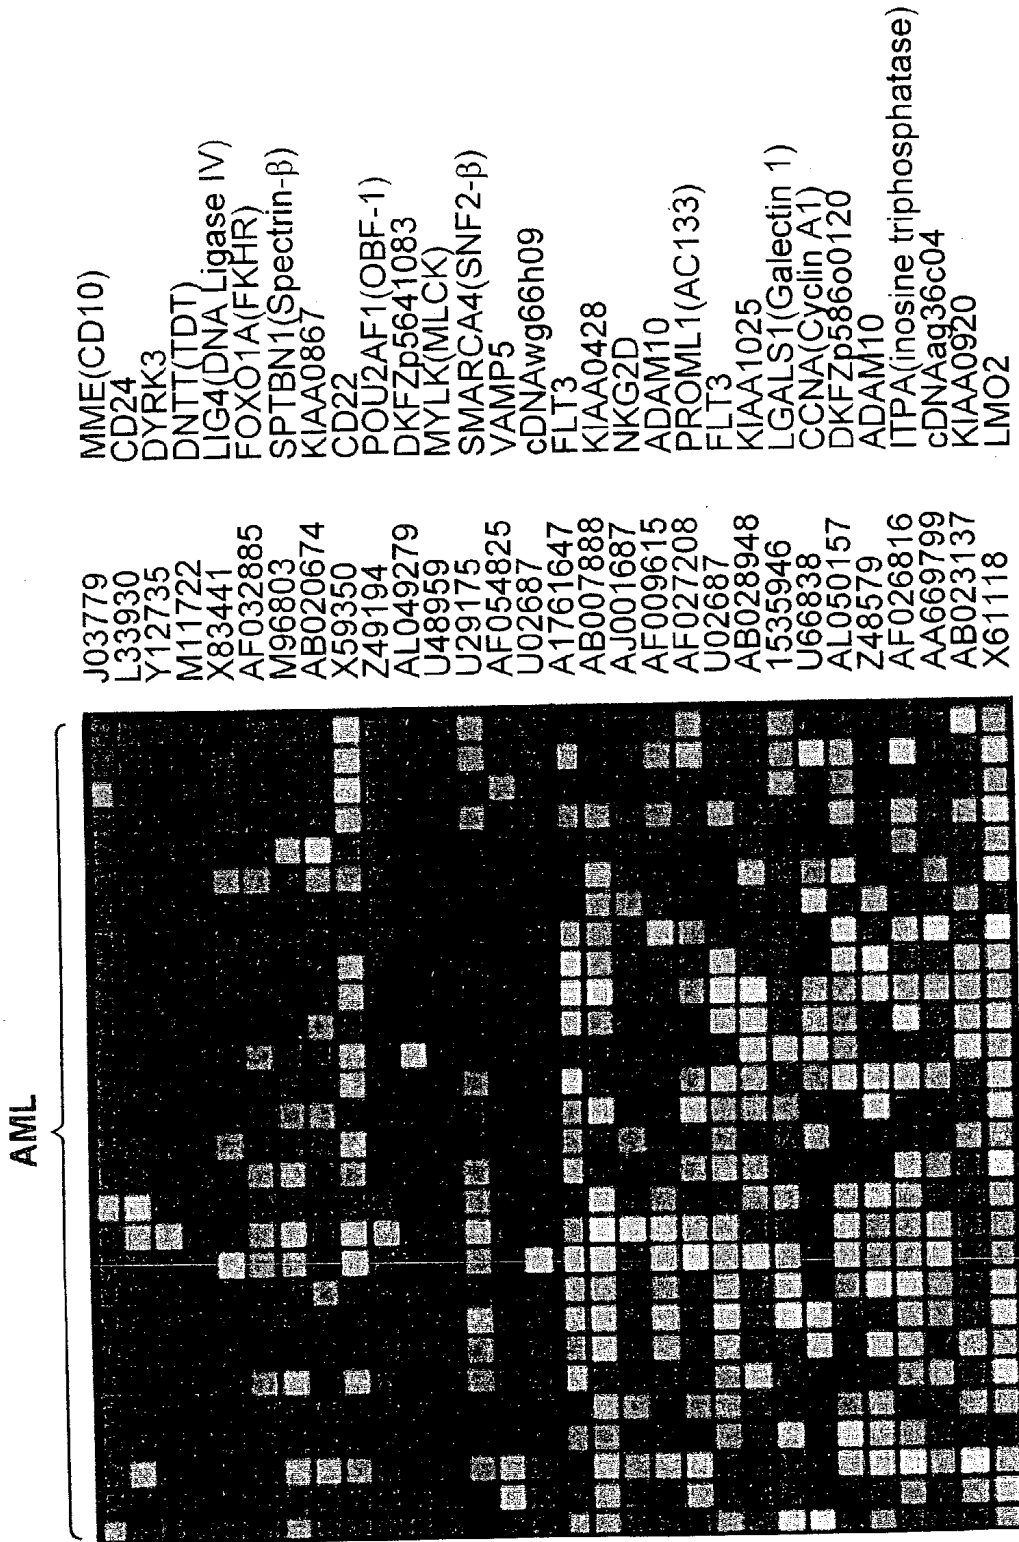 AML
J03779 MME(CD10)
L33930 CD24
Y12735 DYRK3
M11722 DNTT(TDT)
X83441 LIG4(DNA Ligase IV)
AF032885 FOXO1A(FKHR)
M96803 SPTBN1(Spectrin-β)
AB020674 KIAA0867
X59350 CD22
Z49194 POU2AF1(OBF-1)
AL049279 DKFZp5641083
U48959 MYLK(MLCK)
U29175 SMARCA4(SNF2-β)
AF054825 VAMP5
U02687 cDNAwg66h09
A1761647 FLT3
AB007888 KIAA0428
AJ001687 NKG2D
AF009615 ADAM10
AF027208 PROML1(AC133)
U02687 FLT3
AB028948 KIAA1025
1535946 LGALS1(Galectin 1)
U66838 CCNA(Cyclin A1)
AL050157 DKFZp586o0120
Z48579 ADAM10
AF026816 ITPA(inosine triphosphatase)
AA669799 cDNAag36c04
AB023137 KIAA0920
X61118 LMO2